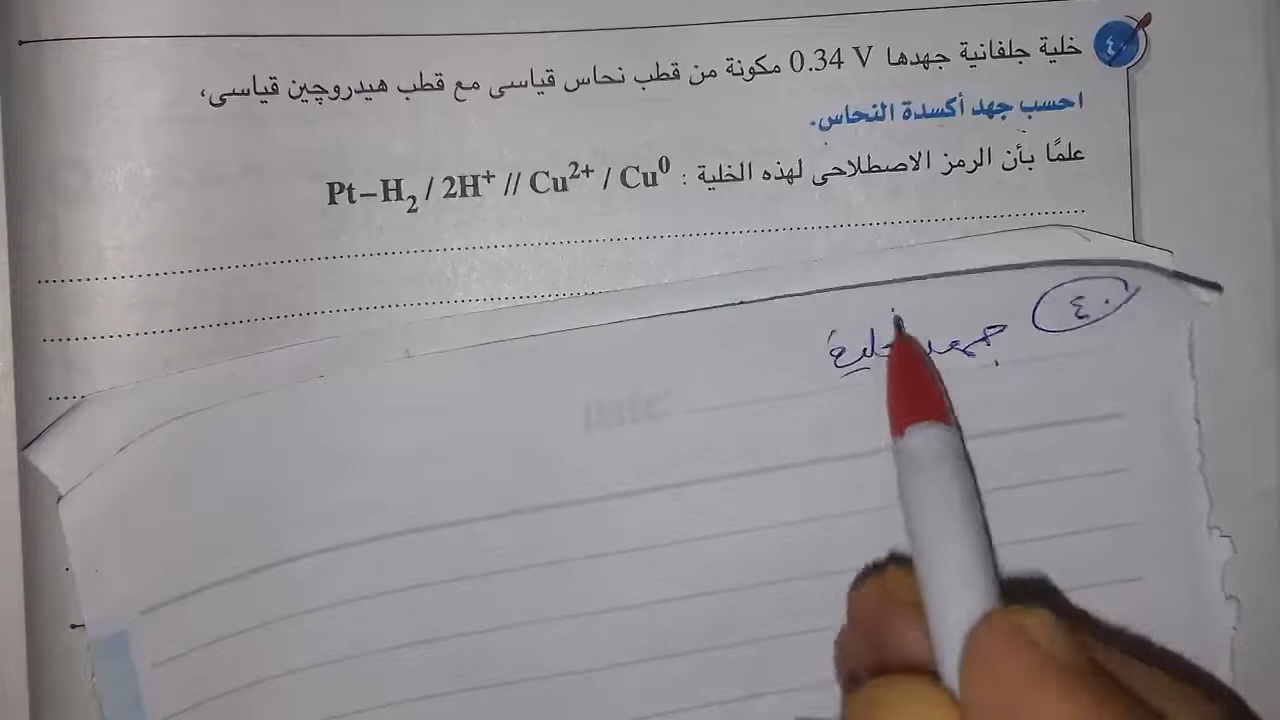 ٤ خلية جلفانية جهدها 0.34 V مكونة من قطب نحاس قياسى مع قطب هيدروچين قياسى،
احسب جهد أكسدة النحاس.
علمًا بأن الرمز الاصطلاحى لهذه الخلية : Pt–H₂ / 2H⁺ // Cu²⁺ / Cu⁰
٤٠
جهد الخلية
Date: